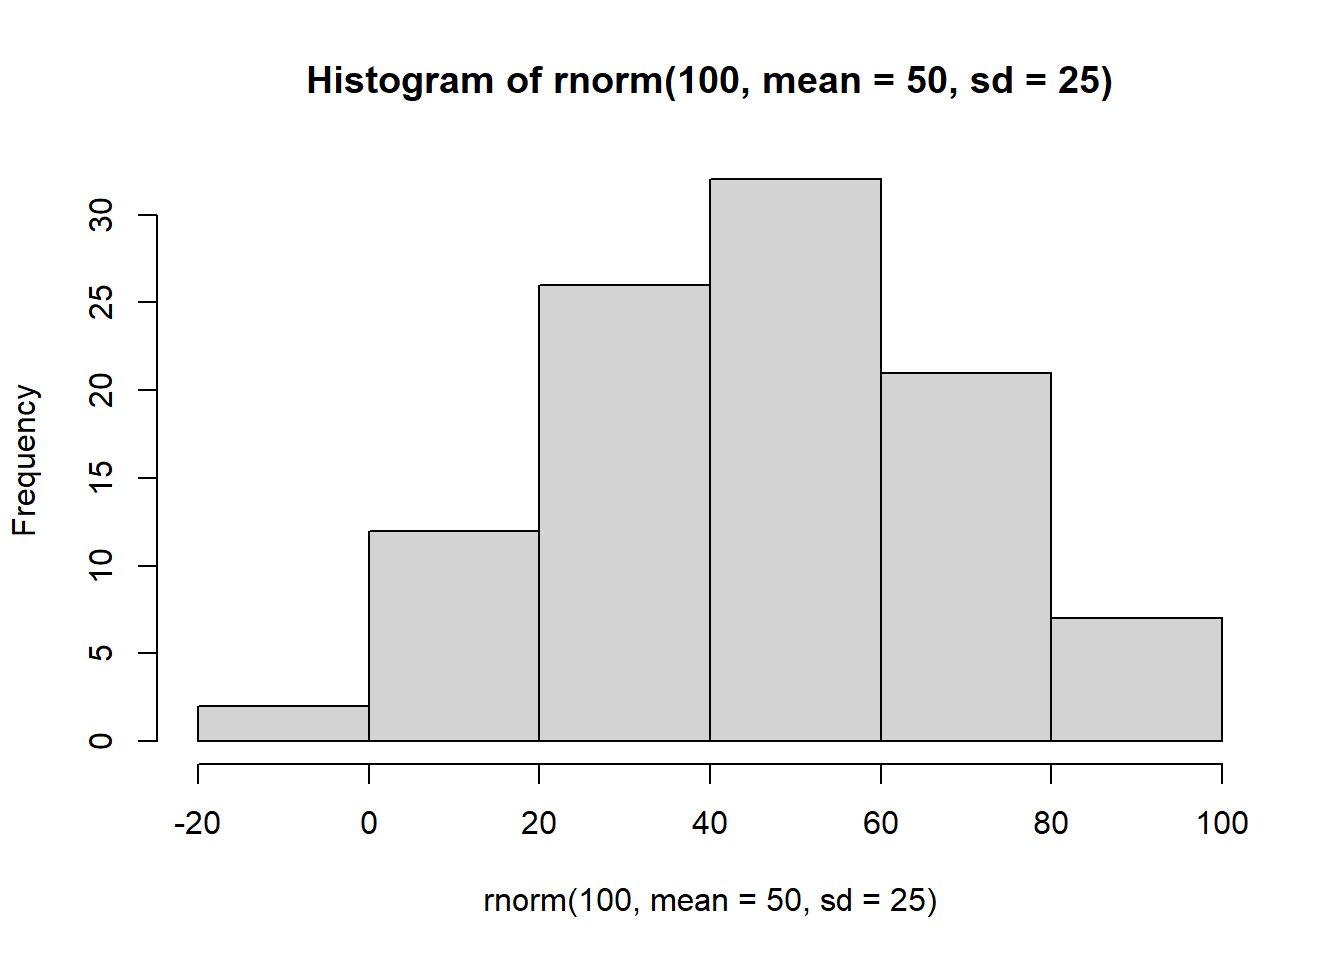 Histogram of rnorm(100, mean = 50, sd = 25)
Frequency
30
25
20
15
10
5
0
-20 0 20 40 60 80 100
rnorm(100, mean = 50, sd = 25)